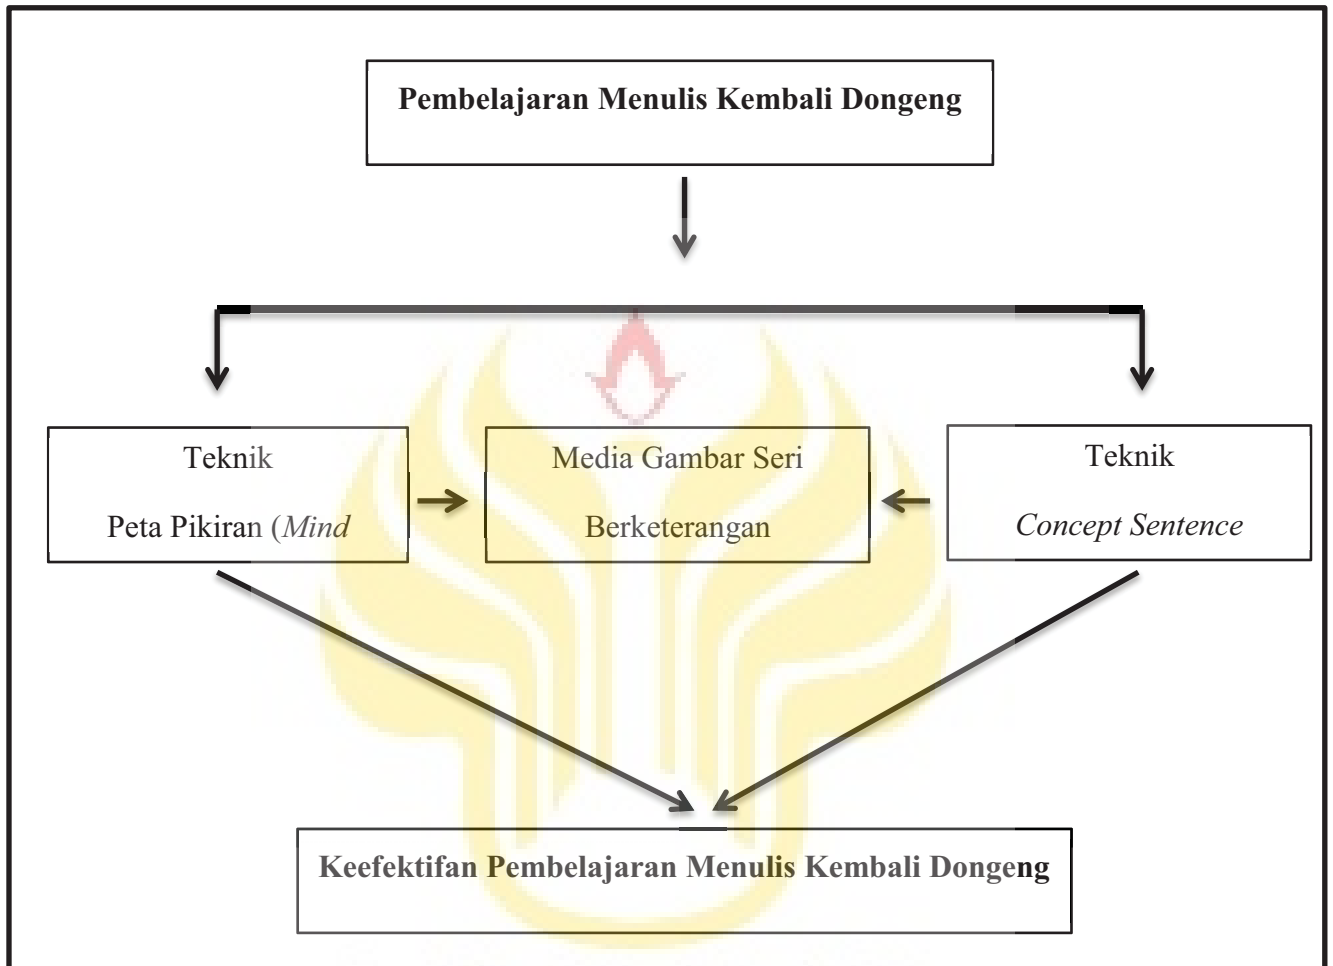 Pembelajaran Menulis Kembali Dongeng
Teknik
Peta Pikiran (Mind
Media Gambar Seri
Berketerangan
Teknik
Concept Sentence
Keefektifan Pembelajaran Menulis Kembali Dongeng